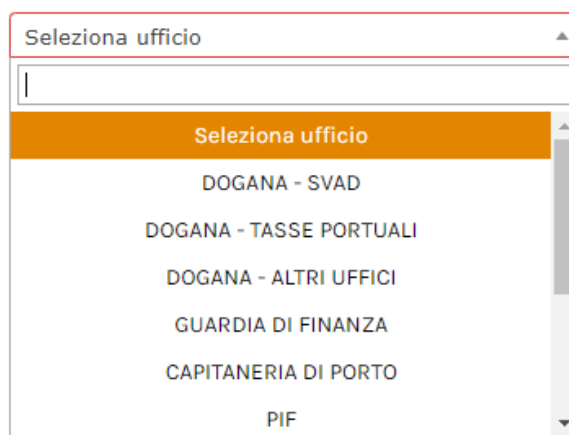 Seleziona ufficio
Seleziona ufficio
DOGANA - SVAD
DOGANA - TASSE PORTUALI
DOGANA - ALTRI UFFICI
GUARDIA DI FINANZA
CAPITANERIA DI PORTO
PIF